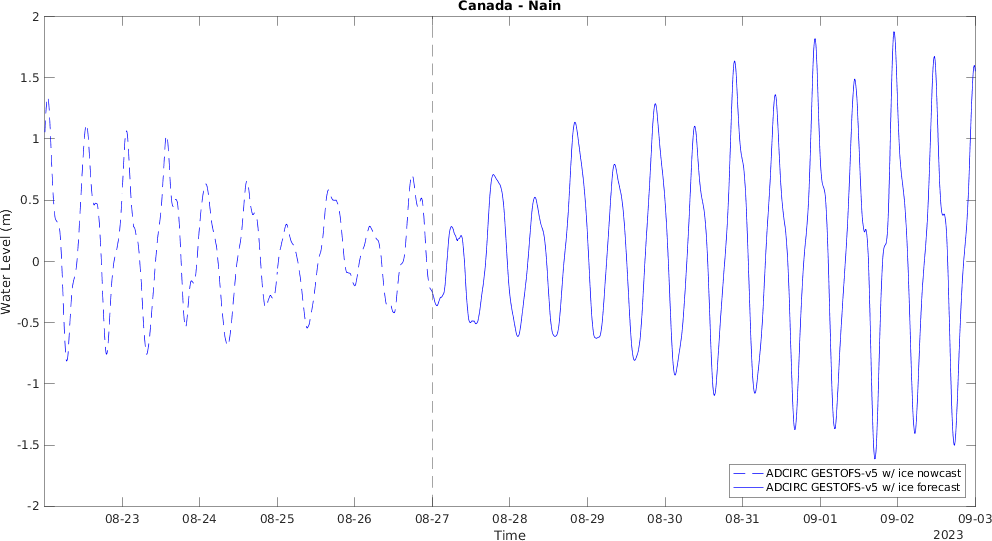 Canada - Nain
2
1.5
1
0.5
0
-0.5
-1
-1.5
-2
Water Level (m)
ADCIRC GESTOFS-v5 w/ ice nowcast
ADCIRC GESTOFS-v5 w/ ice forecast
08-23 08-24 08-25 08-26 08-27 08-28 08-29 08-30 08-31 09-01 09-02 09-03
Time
2023